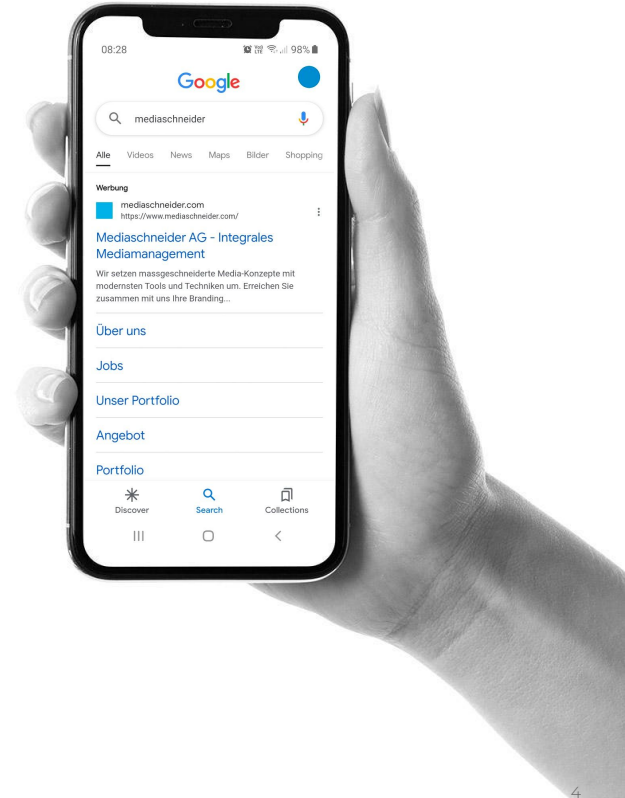 08:28 98%
Google
mediaschneider
Alle Videos News Maps Bilder Shopping
Werbung
mediaschneider.com
https://www.mediaschneider.com/
Mediaschneider AG - Integrales
Mediamanagement
Wir setzen massgeschneiderte Media-Konzepte mit
modernsten Tools und Techniken um. Erreichen Sie
zusammen mit uns Ihre Branding...
Über uns
Jobs
Unser Portfolio
Angebot
Portfolio
Discover Search Collections
4